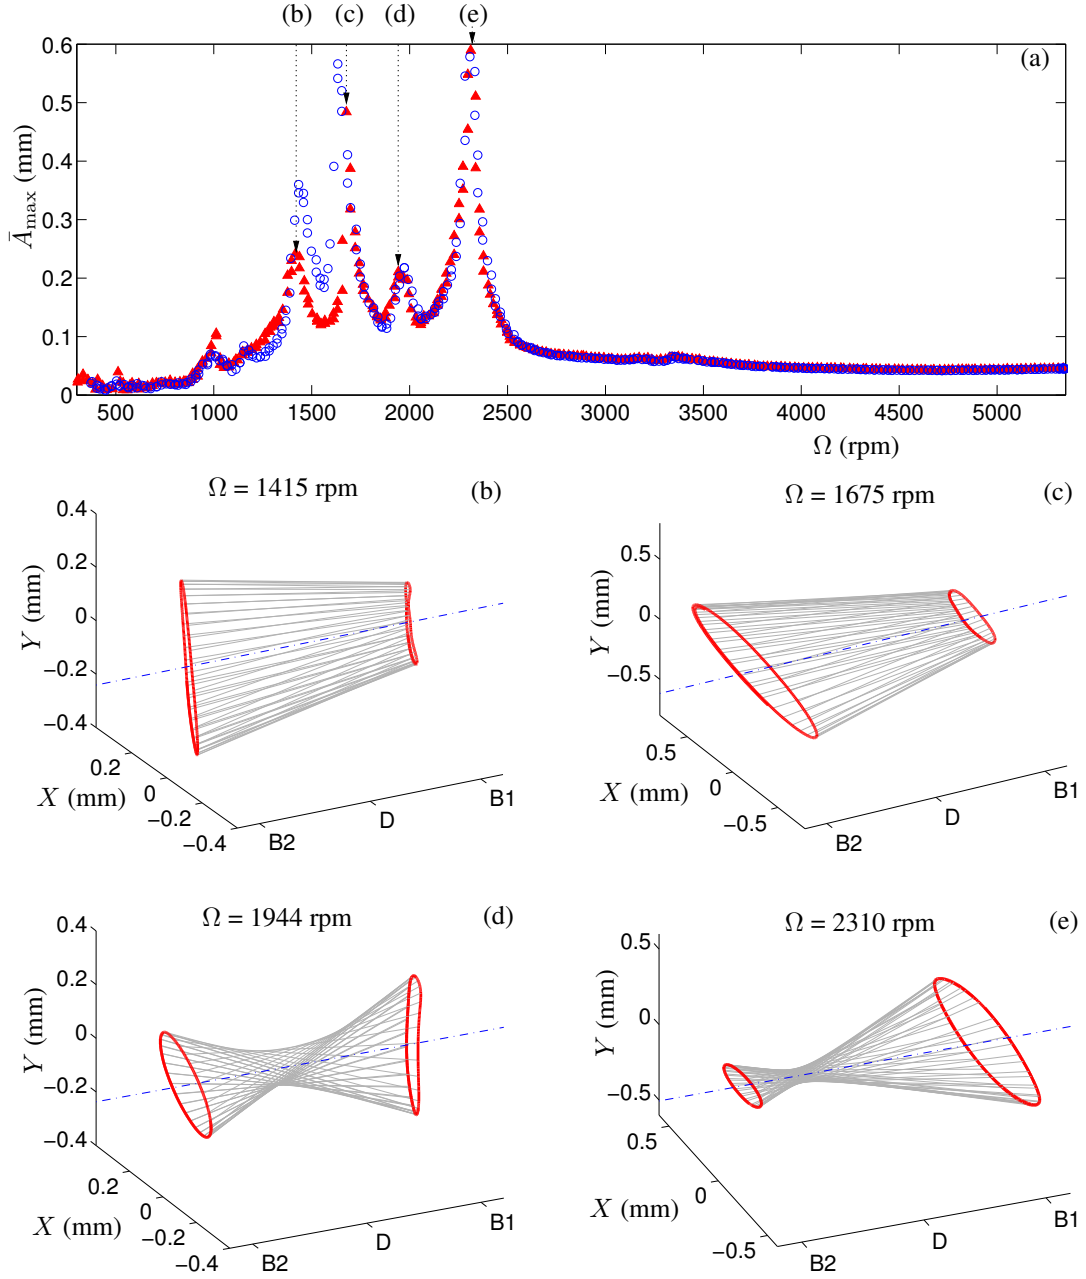 (b) (c) (d) (e)
(a)
0.6
0.5
0.4
0.3
0.2
0.1
0
Āmax (mm)
500 1000 1500 2000 2500 3000 3500 4000 4500 5000
Ω (rpm)
Ω = 1415 rpm (b)
0.4
0.2
0
−0.2
−0.4
Y (mm)
0.2
0
−0.2
−0.4
X (mm)
B2 D B1
Ω = 1675 rpm (c)
0.5
0
−0.5
Y (mm)
0.5
0
−0.5
X (mm)
B2 D B1
Ω = 1944 rpm (d)
0.4
0.2
0
−0.2
−0.4
Y (mm)
0.2
0
−0.2
−0.4
X (mm)
B2 D B1
Ω = 2310 rpm (e)
0.5
0
−0.5
Y (mm)
0.5
0
−0.5
X (mm)
B2 D B1